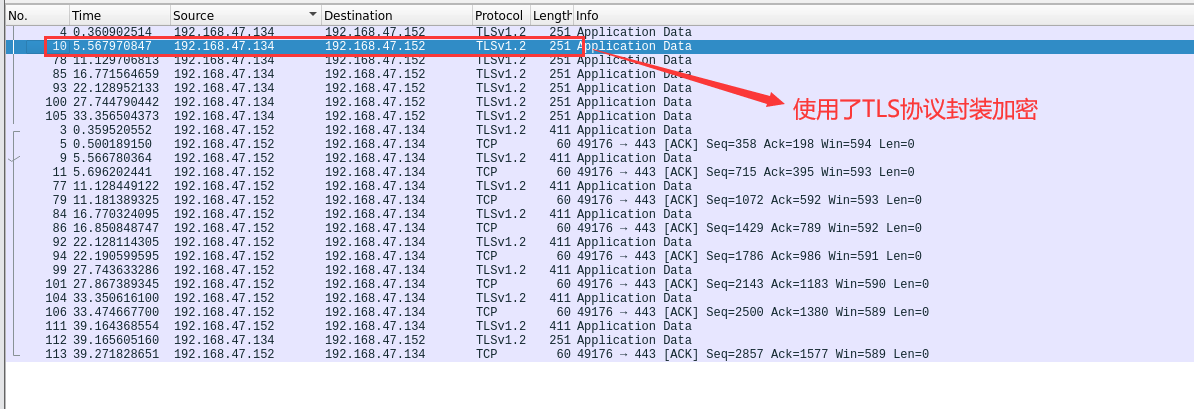 No. Time Source Destination Protocol Length Info
4 0.360902514 192.168.47.134 192.168.47.152 TLSv1.2 251 Application Data
10 5.567970847 192.168.47.134 192.168.47.152 TLSv1.2 251 Application Data
78 11.129706813 192.168.47.134 192.168.47.152 TLSv1.2 251 Application Data
85 16.771564659 192.168.47.134 192.168.47.152 TLSv1.2 251 Application Data
93 22.128952133 192.168.47.134 192.168.47.152 TLSv1.2 251 Application Data
100 27.744790442 192.168.47.134 192.168.47.152 TLSv1.2 251 Application Data
使用了TLS协议封装加密
105 33.356504373 192.168.47.134 192.168.47.152 TLSv1.2 251 Application Data
3 0.359520552 192.168.47.152 192.168.47.134 TLSv1.2 411 Application Data
5 0.500189150 192.168.47.152 192.168.47.134 TCP 60 49176 → 443 [ACK] Seq=358 Ack=198 Win=594 Len=0
9 5.566780364 192.168.47.152 192.168.47.134 TLSv1.2 411 Application Data
11 5.696202441 192.168.47.152 192.168.47.134 TCP 60 49176 → 443 [ACK] Seq=715 Ack=395 Win=593 Len=0
77 11.128449122 192.168.47.152 192.168.47.134 TLSv1.2 411 Application Data
79 11.181389325 192.168.47.152 192.168.47.134 TCP 60 49176 → 443 [ACK] Seq=1072 Ack=592 Win=593 Len=0
84 16.770324095 192.168.47.152 192.168.47.134 TLSv1.2 411 Application Data
86 16.850848747 192.168.47.152 192.168.47.134 TCP 60 49176 → 443 [ACK] Seq=1429 Ack=789 Win=592 Len=0
92 22.128114305 192.168.47.152 192.168.47.134 TLSv1.2 411 Application Data
94 22.190599595 192.168.47.152 192.168.47.134 TCP 60 49176 → 443 [ACK] Seq=1786 Ack=986 Win=591 Len=0
99 27.743633286 192.168.47.152 192.168.47.134 TLSv1.2 411 Application Data
101 27.867389345 192.168.47.152 192.168.47.134 TCP 60 49176 → 443 [ACK] Seq=2143 Ack=1183 Win=590 Len=0
104 33.350616100 192.168.47.152 192.168.47.134 TLSv1.2 411 Application Data
106 33.474667700 192.168.47.152 192.168.47.134 TCP 60 49176 → 443 [ACK] Seq=2500 Ack=1380 Win=589 Len=0
111 39.164368554 192.168.47.152 192.168.47.134 TLSv1.2 411 Application Data
112 39.165605160 192.168.47.152 192.168.47.134 TLSv1.2 251 Application Data
113 39.271828651 192.168.47.152 192.168.47.134 TCP 60 49176 → 443 [ACK] Seq=2857 Ack=1577 Win=589 Len=0